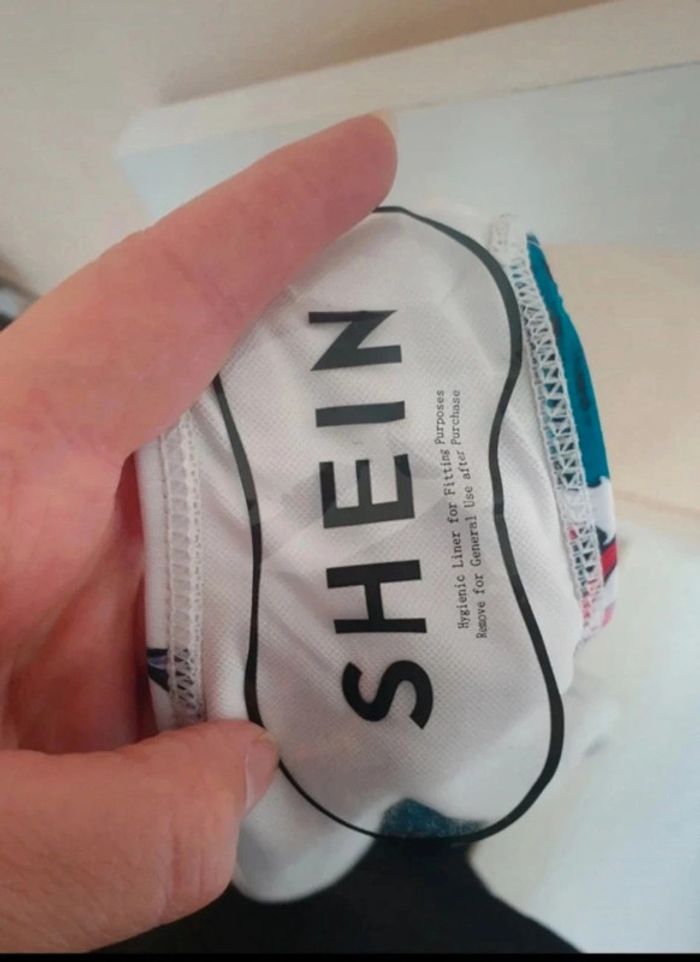 SHEIN
Hygienic Liner for Fitting Purposes
Remove for General Use after Purchase